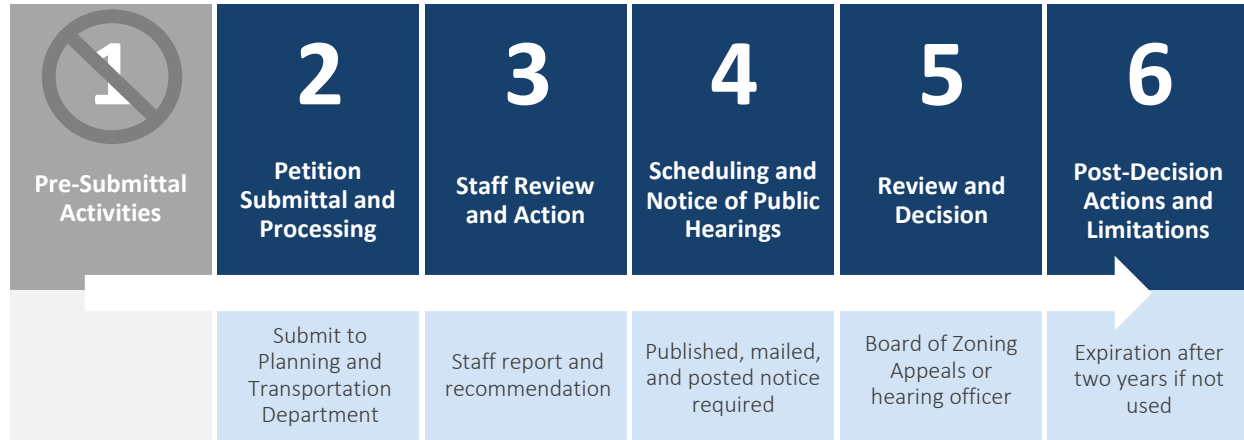 1
Pre-Submittal
Activities
2
Petition
Submittal and
Processing
3
Staff Review
and Action
4
Scheduling and
Notice of Public
Hearings
5
Review and
Decision
6
Post-Decision
Actions and
Limitations
Submit to
Planning and
Transportation
Department
Staff report and
recommendation
Published, mailed,
and posted notice
required
Board of Zoning
Appeals or
hearing officer
Expiration after
two years if not
used